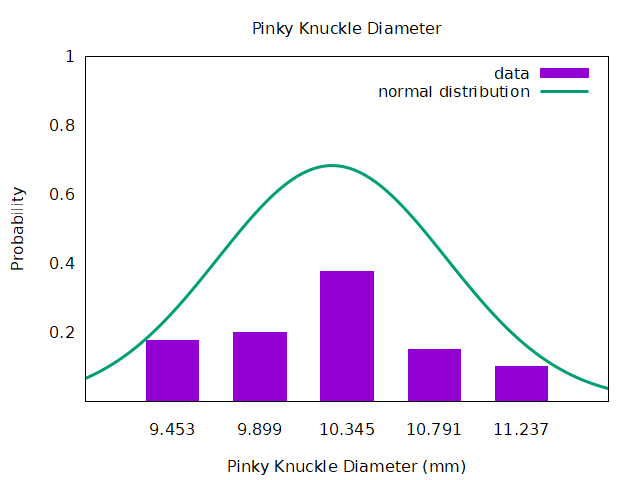 Pinky Knuckle Diameter
1
data
normal distribution
0.8
0.6
0.4
0.2
Probability
9.453 9.899 10.345 10.791 11.237
Pinky Knuckle Diameter (mm)